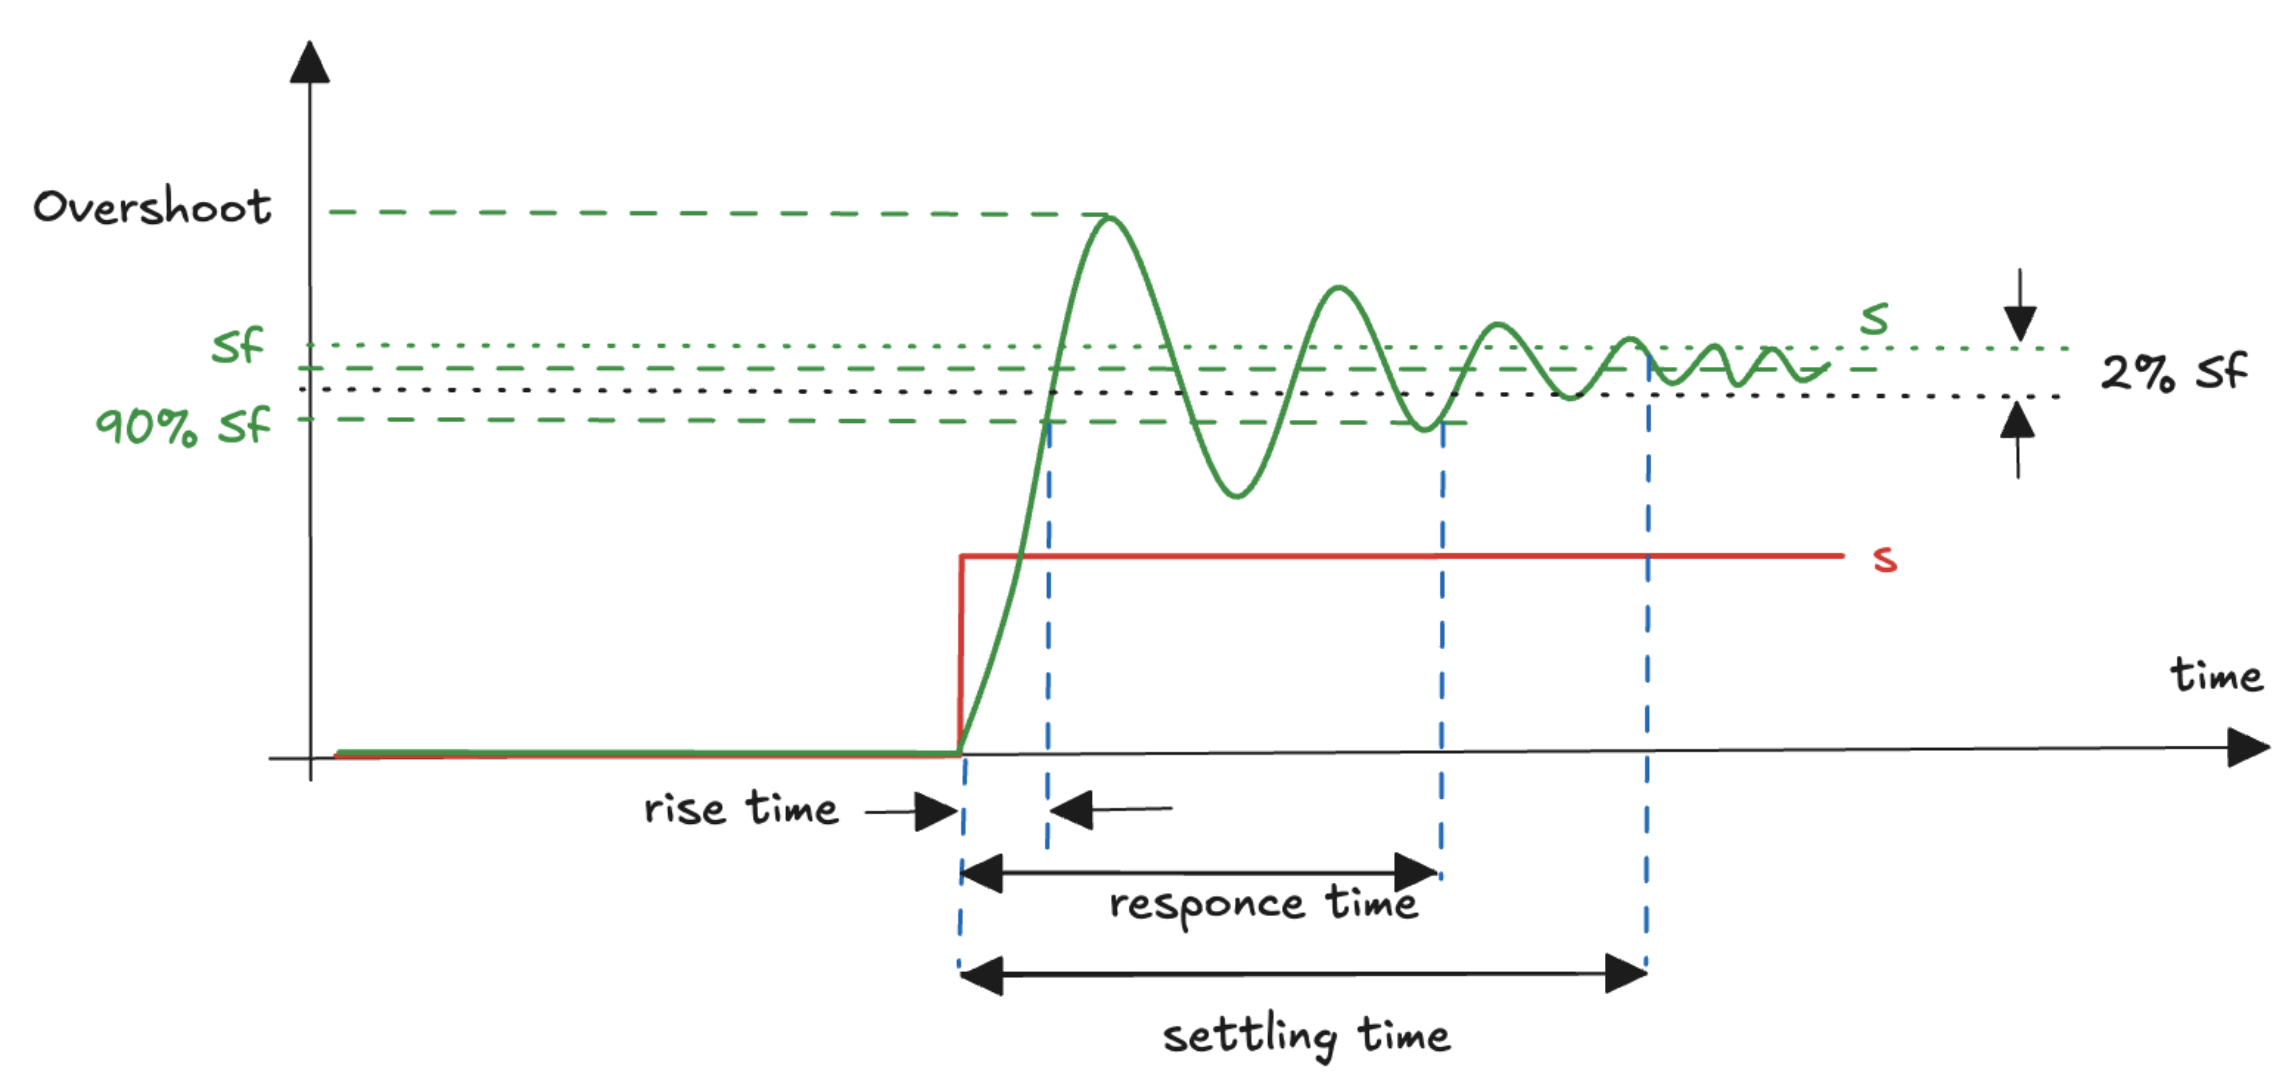 Overshoot
S
Sf
2% Sf
90% Sf
s
time
rise time
responce time
settling time